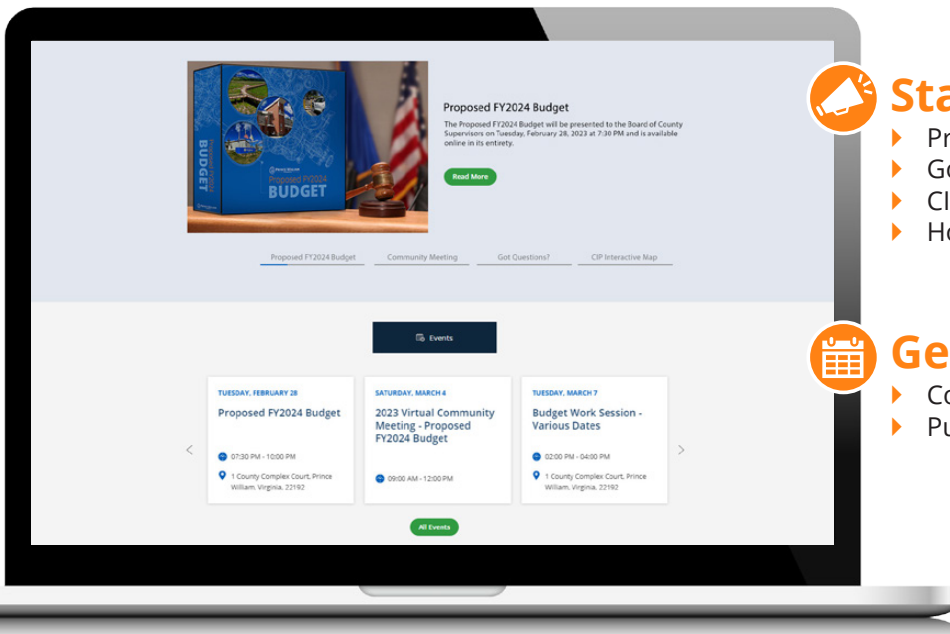 Proposed FY2024 Budget
The Proposed FY2024 Budget will be presented to the Board of County
Supervisors on Tuesday, February 28, 2023 at 7:30 PM and is available
online in its entirety.
Read More
BUDGET
Proposed FY2024
BUDGET
Proposed FY2024 Budget
Community Meeting
Got Questions?
CIP Interactive Map
Events
TUESDAY, FEBRUARY 28
Proposed FY2024 Budget
07:30 PM - 10:00 PM
1 County Complex Court, Prince
William, Virginia, 22192
SATURDAY, MARCH 4
2023 Virtual Community
Meeting - Proposed
FY2024 Budget
09:00 AM - 12:00 PM
TUESDAY, MARCH 7
Budget Work Session -
Various Dates
02:00 PM - 04:00 PM
1 County Complex Court, Prince
William, Virginia, 22192
All Events
Sta
Pr
Go
Cl
Ho
Ge
Co
Pu